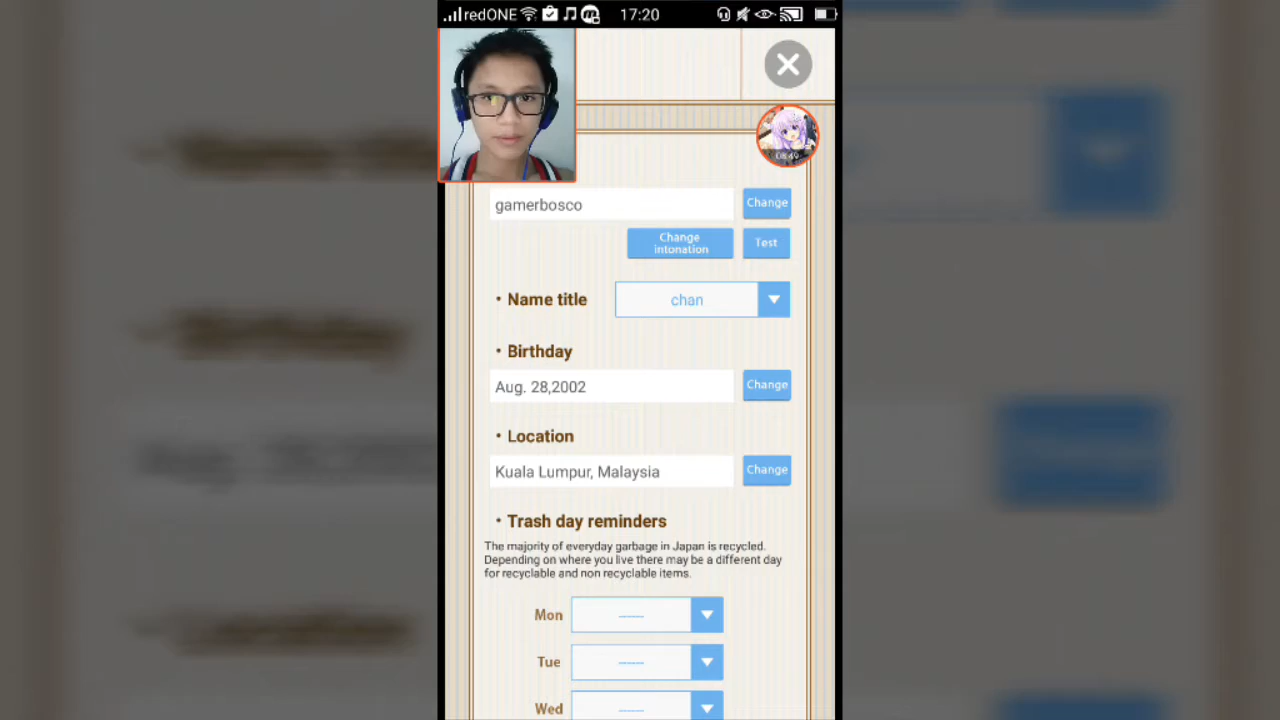 redONE 17:20
08:49
gamerbosco Change
Change intonation Test
• Name title chan
• Birthday
Aug. 28,2002 Change
• Location
Kuala Lumpur, Malaysia Change
• Trash day reminders
The majority of everyday garbage in Japan is recycled.
Depending on where you live there may be a different day
for recyclable and non recyclable items.
Mon -----
Tue -----
Wed -----